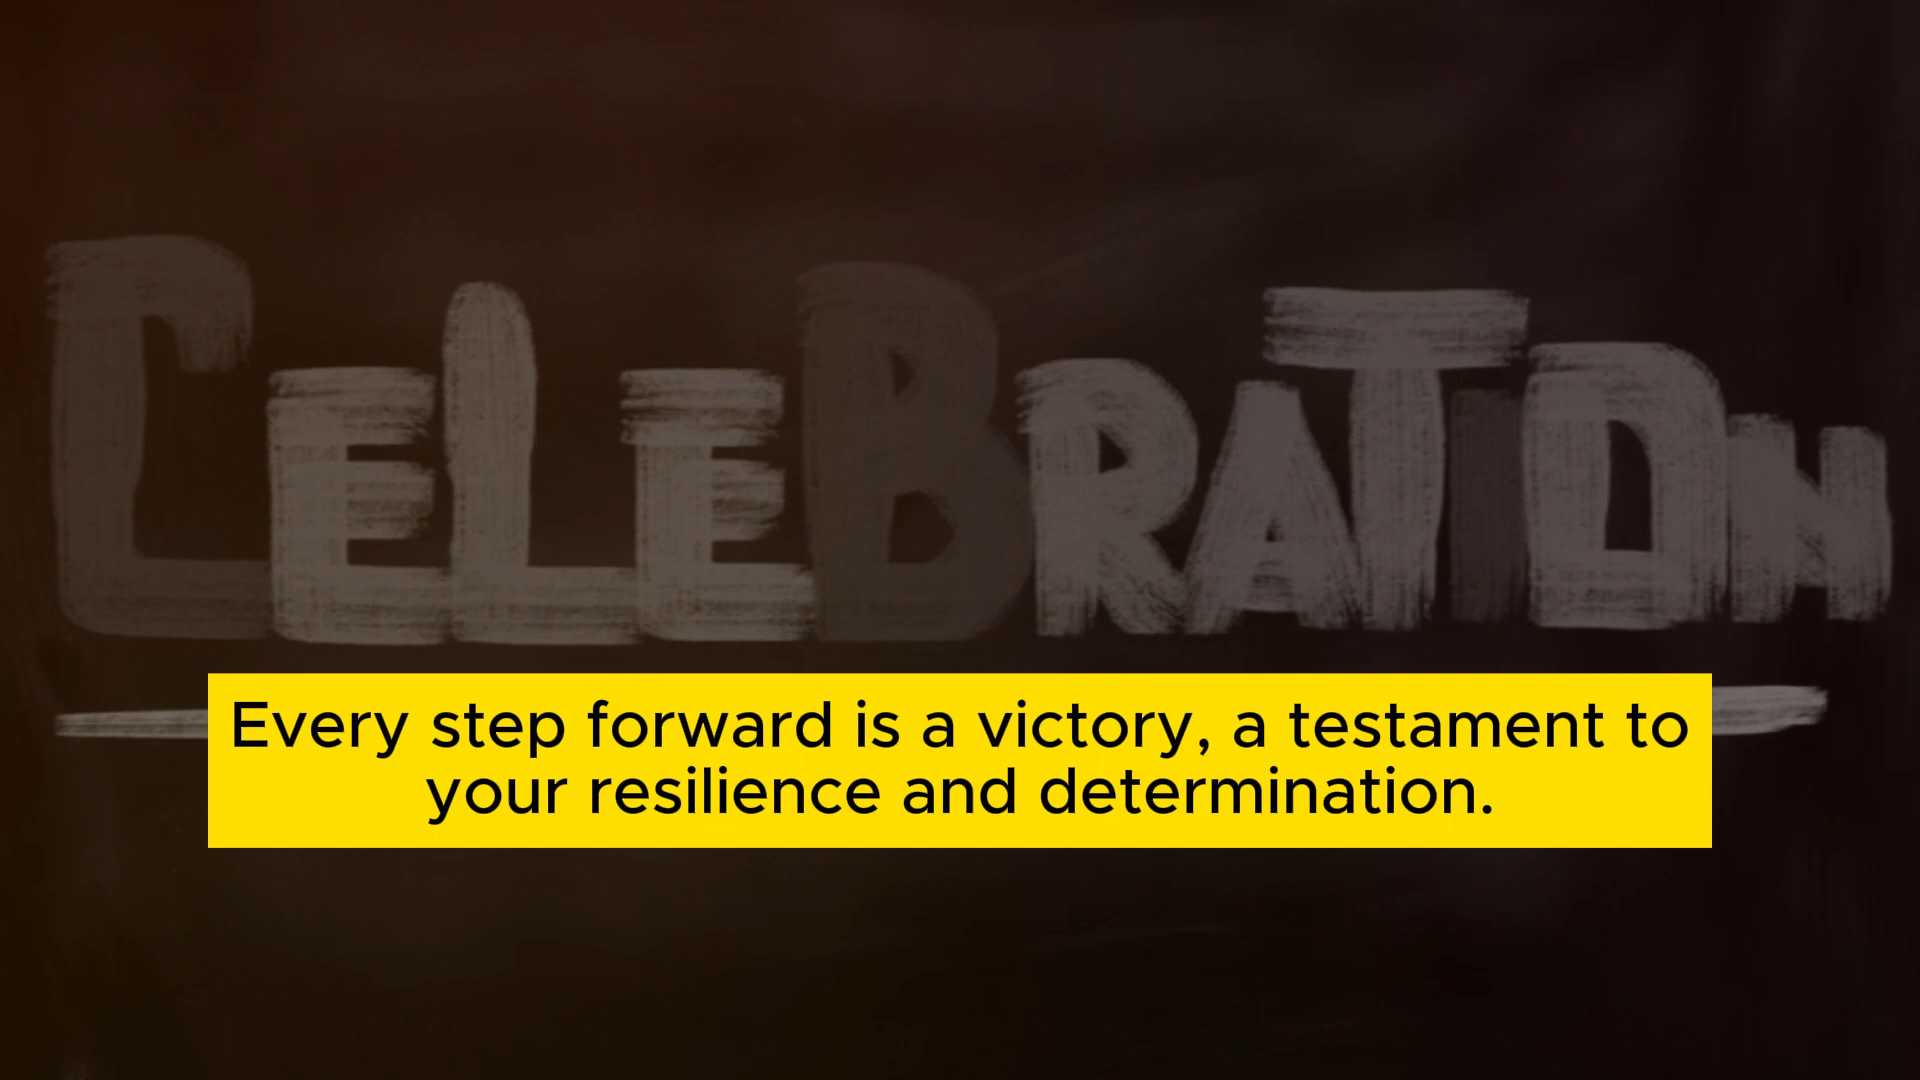 CeLeBRATiON
Every step forward is a victory, a testament to
your resilience and determination.